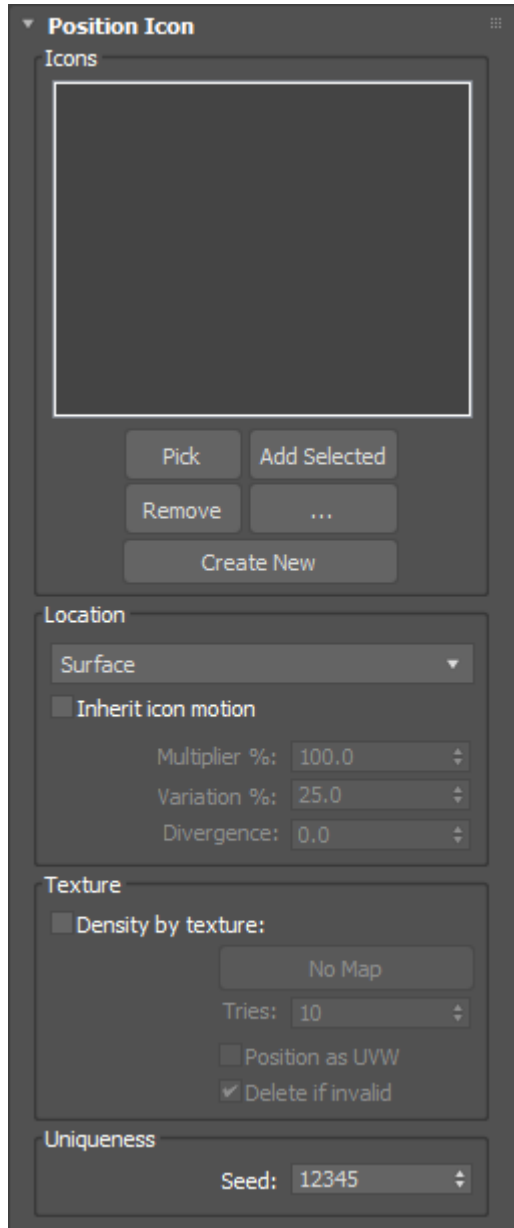 Position Icon
Icons
Pick Add Selected
Remove ...
Create New
Location
Surface
Inherit icon motion
Multiplier %: 100.0
Variation %: 25.0
Divergence: 0.0
Texture
Density by texture:
No Map
Tries: 10
Position as UVW
Delete if invalid
Uniqueness
Seed: 12345